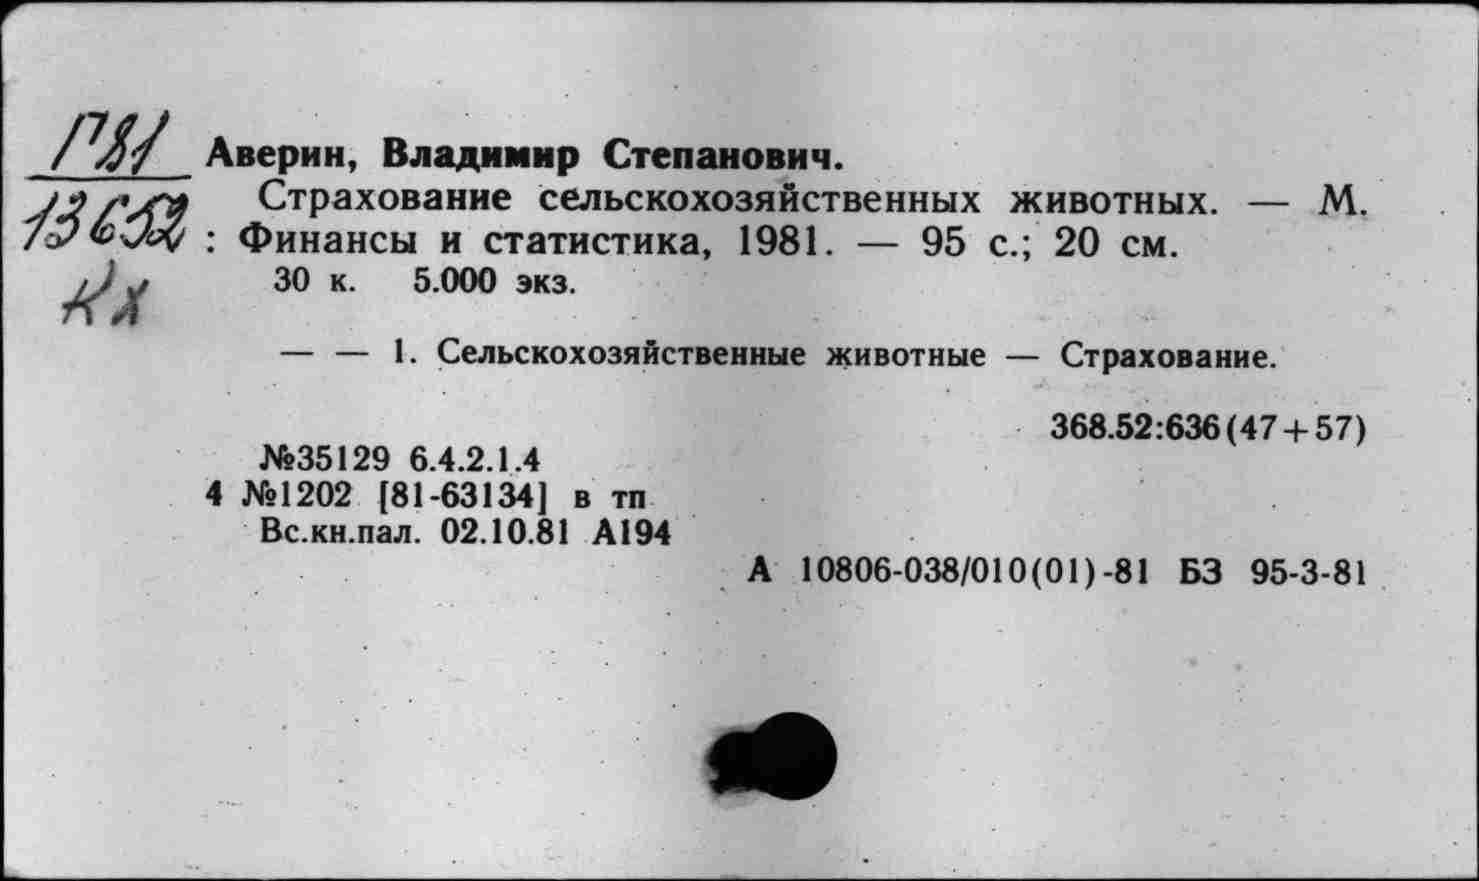 П81
Аверин, Владимир Степанович.
Страхование сельскохозяйственных животных. — М.
: Финансы и статистика, 1981. — 95 с.; 20 см.
30 к. 5.000 экз.
— — 1. Сельскохозяйственные животные — Страхование.
368.52:636(47+57)
№35129 6.4.2.1.4
4 №1202 [81-63134] в тп
Вс.кн.пал. 02.10.81 А194
А 10806-038/010(01)-81 БЗ 95-3-81